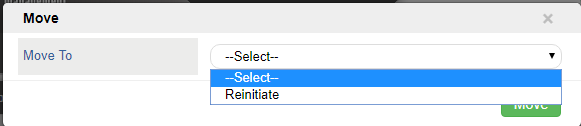 Move
×
Move To
--Select--
--Select--
Reinitiate
Move